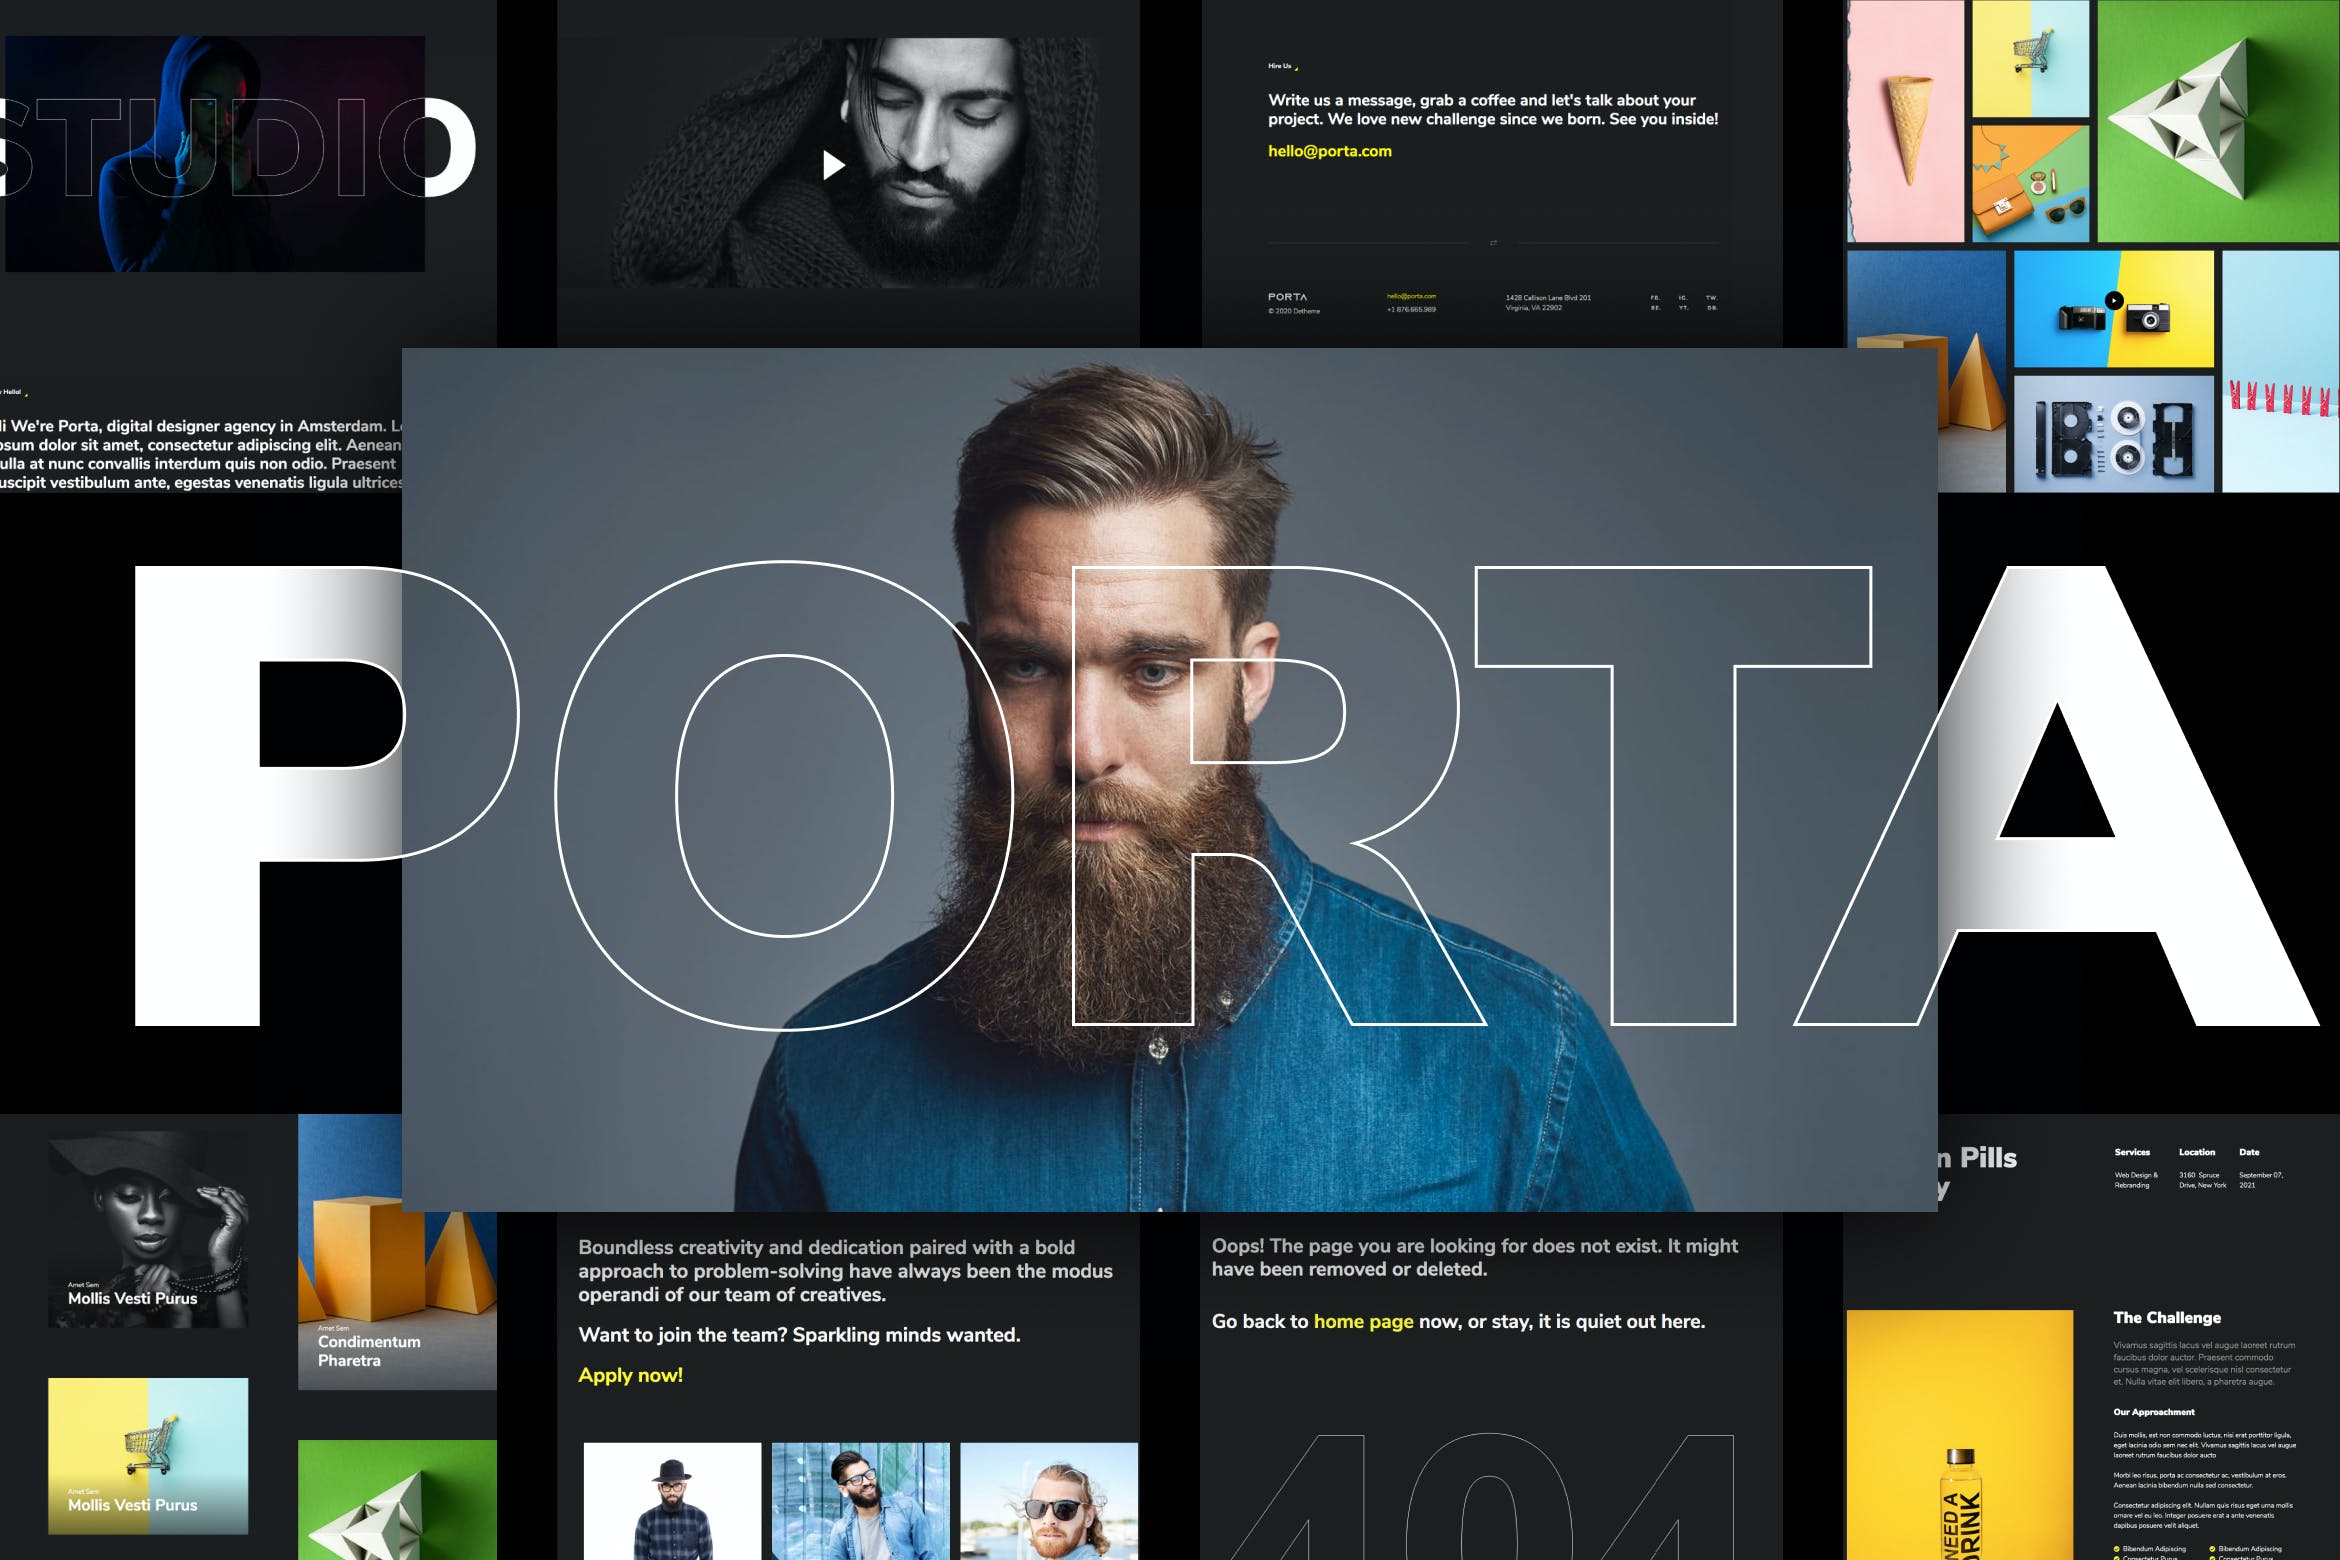 STUDIO
Hire Us
Write us a message, grab a coffee and let's talk about your
project. We love new challenge since we born. See you inside!
hello@porta.com
PORTA
© 2020 Detheme
hello@porta.com
+1 876.665.989
1428 Callison Lane Blvd 201
Virginia, VA 22902
FB. IG. TW.
BE. YT. DB.
Hello!
We're Porta, digital designer agency in Amsterdam.
dolor sit amet, consectetur adipiscing elit. Aenean
at nunc convallis interdum quis non odio. Praesent
vestibulum ante, egestas venenatis ligula ultrices
PORTA
Amet Sem
Mollis Vesti Purus
Amet Sem
Condimentum
Pharetra
Amet Sem
Mollis Vesti Purus
Boundless creativity and dedication paired with a bold
approach to problem-solving have always been the modus
operandi of our team of creatives.
Want to join the team? Sparkling minds wanted.
Apply now!
Oops! The page you are looking for does not exist. It might
have been removed or deleted.
Go back to home page now, or stay, it is quiet out here.
404
Pills
Services Location Date
Web Design & 3160 Spruce September 07,
Rebranding Drive, New York 2021
The Challenge
Vivamus sagittis lacus vel augue laoreet rutrum
faucibus dolor auctor. Praesent commodo
cursus magna, vel scelerisque nisl consectetur
et. Nulla vitae elit libero, a pharetra augue.
Our Approachment
Duis mollis, est non commodo luctus, nisi erat porttitor ligula,
eget lacinia odio sem nec elit. Vivamus sagittis lacus vel augue
laoreet rutrum faucibus dolor aucto
Morbi leo risus, porta ac consectetur ac, vestibulum at eros.
Aenean lacinia bibendum nulla sed consectetur.
Consectetur adipiscing elit. Nullam quis risus eget urna mollis
ornare vel eu leo. Integer posuere erat a ante venenatis
dapibus posuere velit aliquet.
Bibendum Adipiscing Bibendum Adipiscing
Consectetur Purus Consectetur Purus
NEED A
DRINK